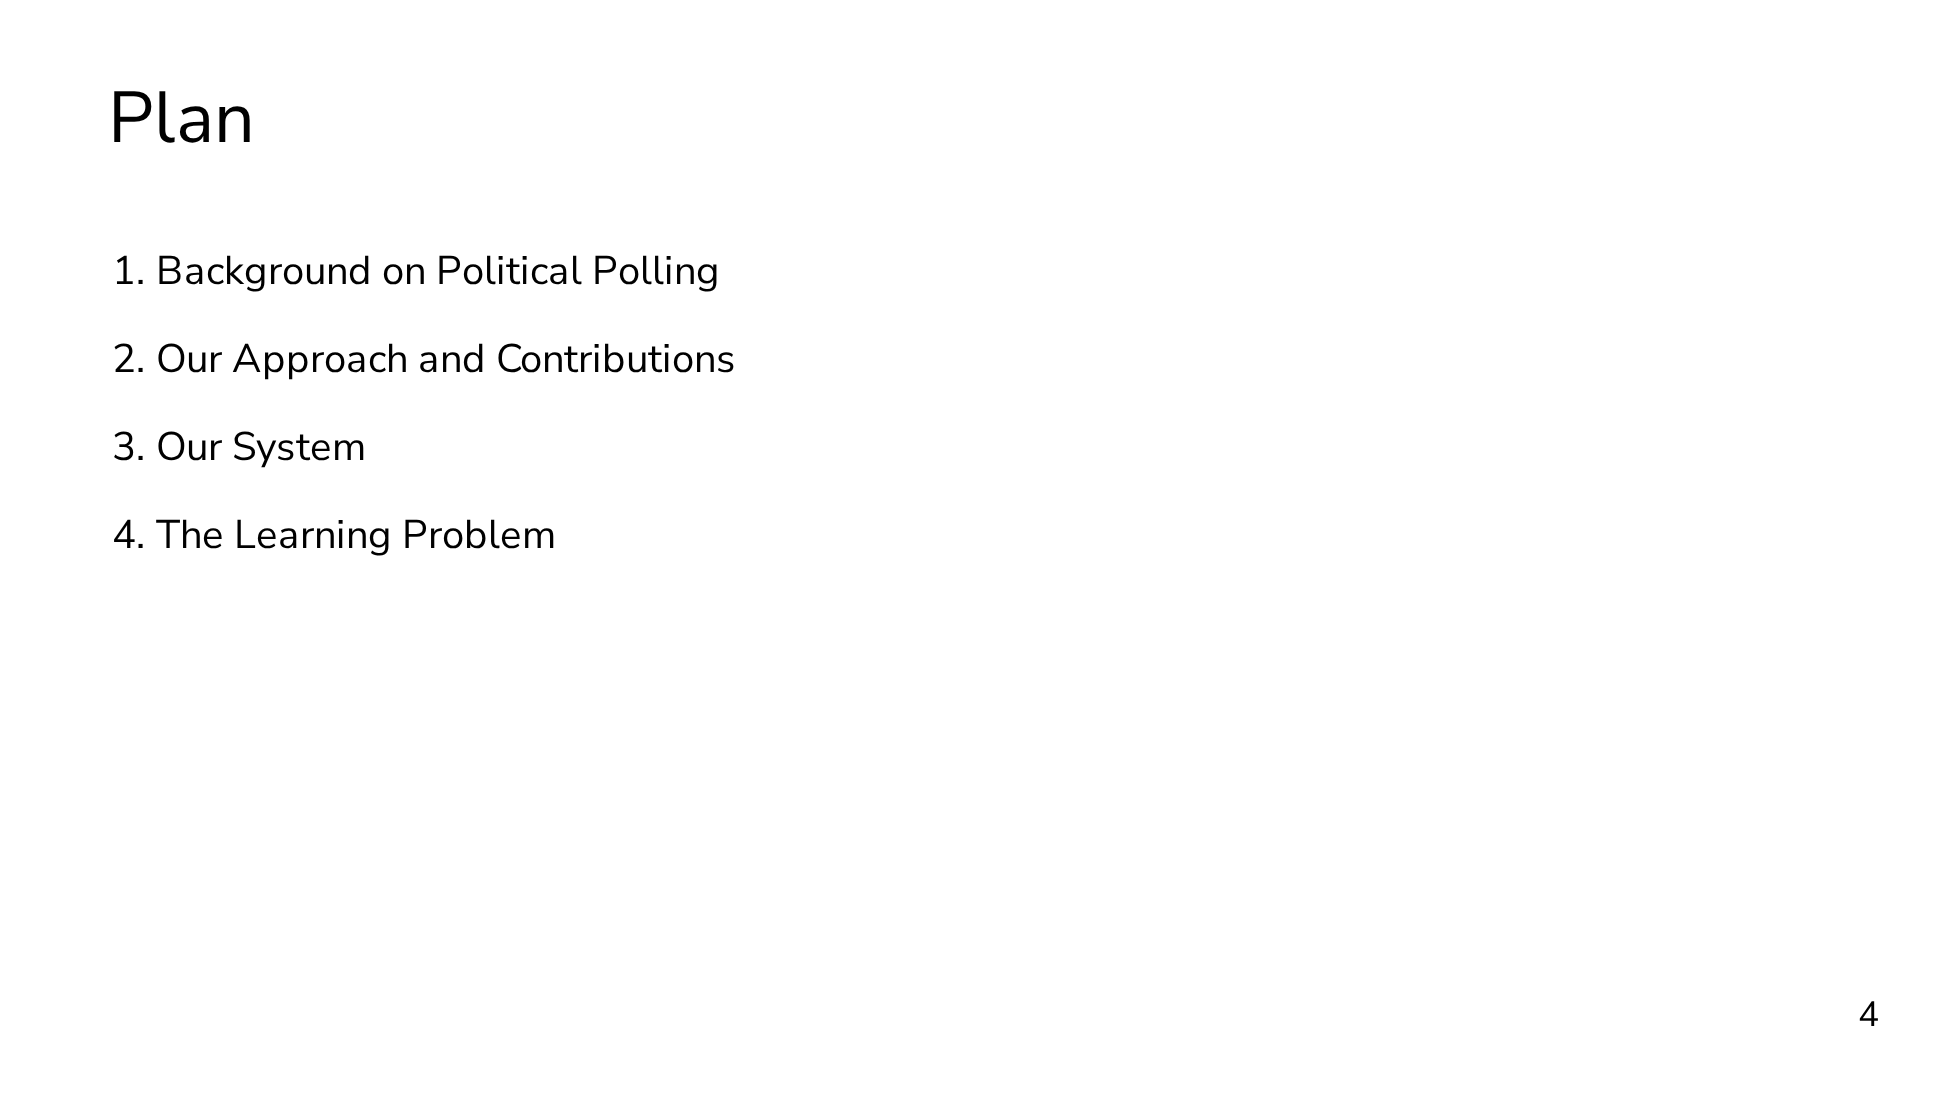 Plan
1. Background on Political Polling
2. Our Approach and Contributions
3. Our System
4. The Learning Problem
4